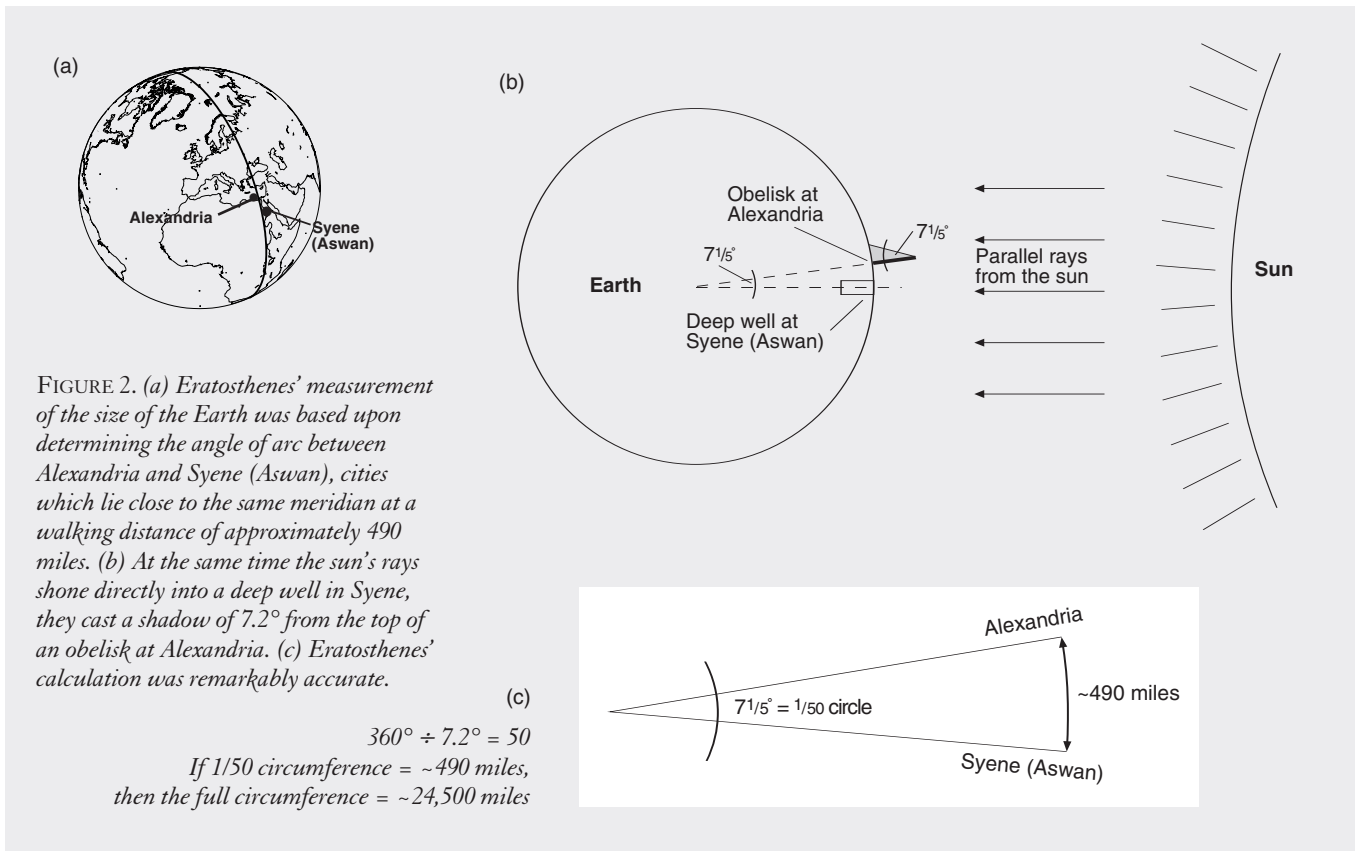 (a)
Alexandria
Syene
(Aswan)
(b)
Obelisk at
Alexandria
7 1/5°
7 1/5°
Earth
Deep well at
Syene (Aswan)
Parallel rays
from the sun
Sun
FIGURE 2. (a) Eratosthenes’ measurement
of the size of the Earth was based upon
determining the angle of arc between
Alexandria and Syene (Aswan), cities
which lie close to the same meridian at a
walking distance of approximately 490
miles. (b) At the same time the sun’s rays
shone directly into a deep well in Syene,
they cast a shadow of 7.2° from the top of
an obelisk at Alexandria. (c) Eratosthenes’
calculation was remarkably accurate.
(c)
360° ÷ 7.2° = 50
If 1/50 circumference = ~490 miles,
then the full circumference = ~24,500 miles
Alexandria
7 1/5° = 1/50 circle
~490 miles
Syene (Aswan)